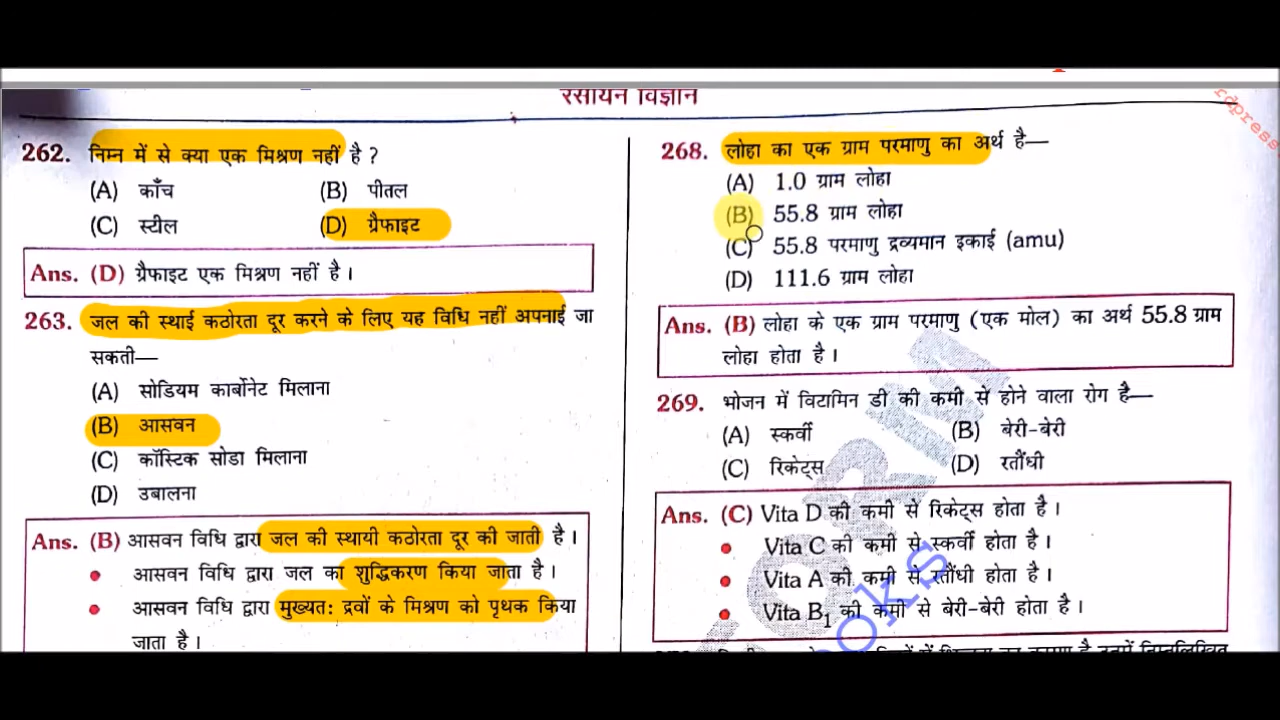 रसायन विज्ञान
rdpress
262. निम्न में से क्या एक मिश्रण नहीं है ?
(A) काँच (B) पीतल
(C) स्टील (D) ग्रैफाइट
Ans. (D) ग्रैफाइट एक मिश्रण नहीं है।
263. जल की स्थाई कठोरता दूर करने के लिए यह विधि नहीं अपनाई जा
सकती—
(A) सोडियम कार्बोनेट मिलाना
(B) आसवन
(C) कॉस्टिक सोडा मिलाना
(D) उबालना
Ans. (B) आसवन विधि द्वारा जल की स्थायी कठोरता दूर की जाती है।
• आसवन विधि द्वारा जल का शुद्धिकरण किया जाता है।
• आसवन विधि द्वारा मुख्यत: द्रवों के मिश्रण को पृथक किया
जाता है।
268. लोहा का एक ग्राम परमाणु का अर्थ है—
(A) 1.0 ग्राम लोहा
(B) 55.8 ग्राम लोहा
(C) 55.8 परमाणु द्रव्यमान इकाई (amu)
(D) 111.6 ग्राम लोहा
Ans. (B) लोहा के एक ग्राम परमाणु (एक मोल) का अर्थ 55.8 ग्राम
लोहा होता है।
269. भोजन में विटामिन डी की कमी से होने वाला रोग है—
(A) स्कर्वी (B) बेरी-बेरी
(C) रिकेट्स (D) रतौंधी
Ans. (C) Vita D की कमी से रिकेट्स होता है।
• Vita C की कमी से स्कर्वी होता है।
• Vita A की कमी से रतौंधी होता है।
• Vita B1 की कमी से बेरी-बेरी होता है।